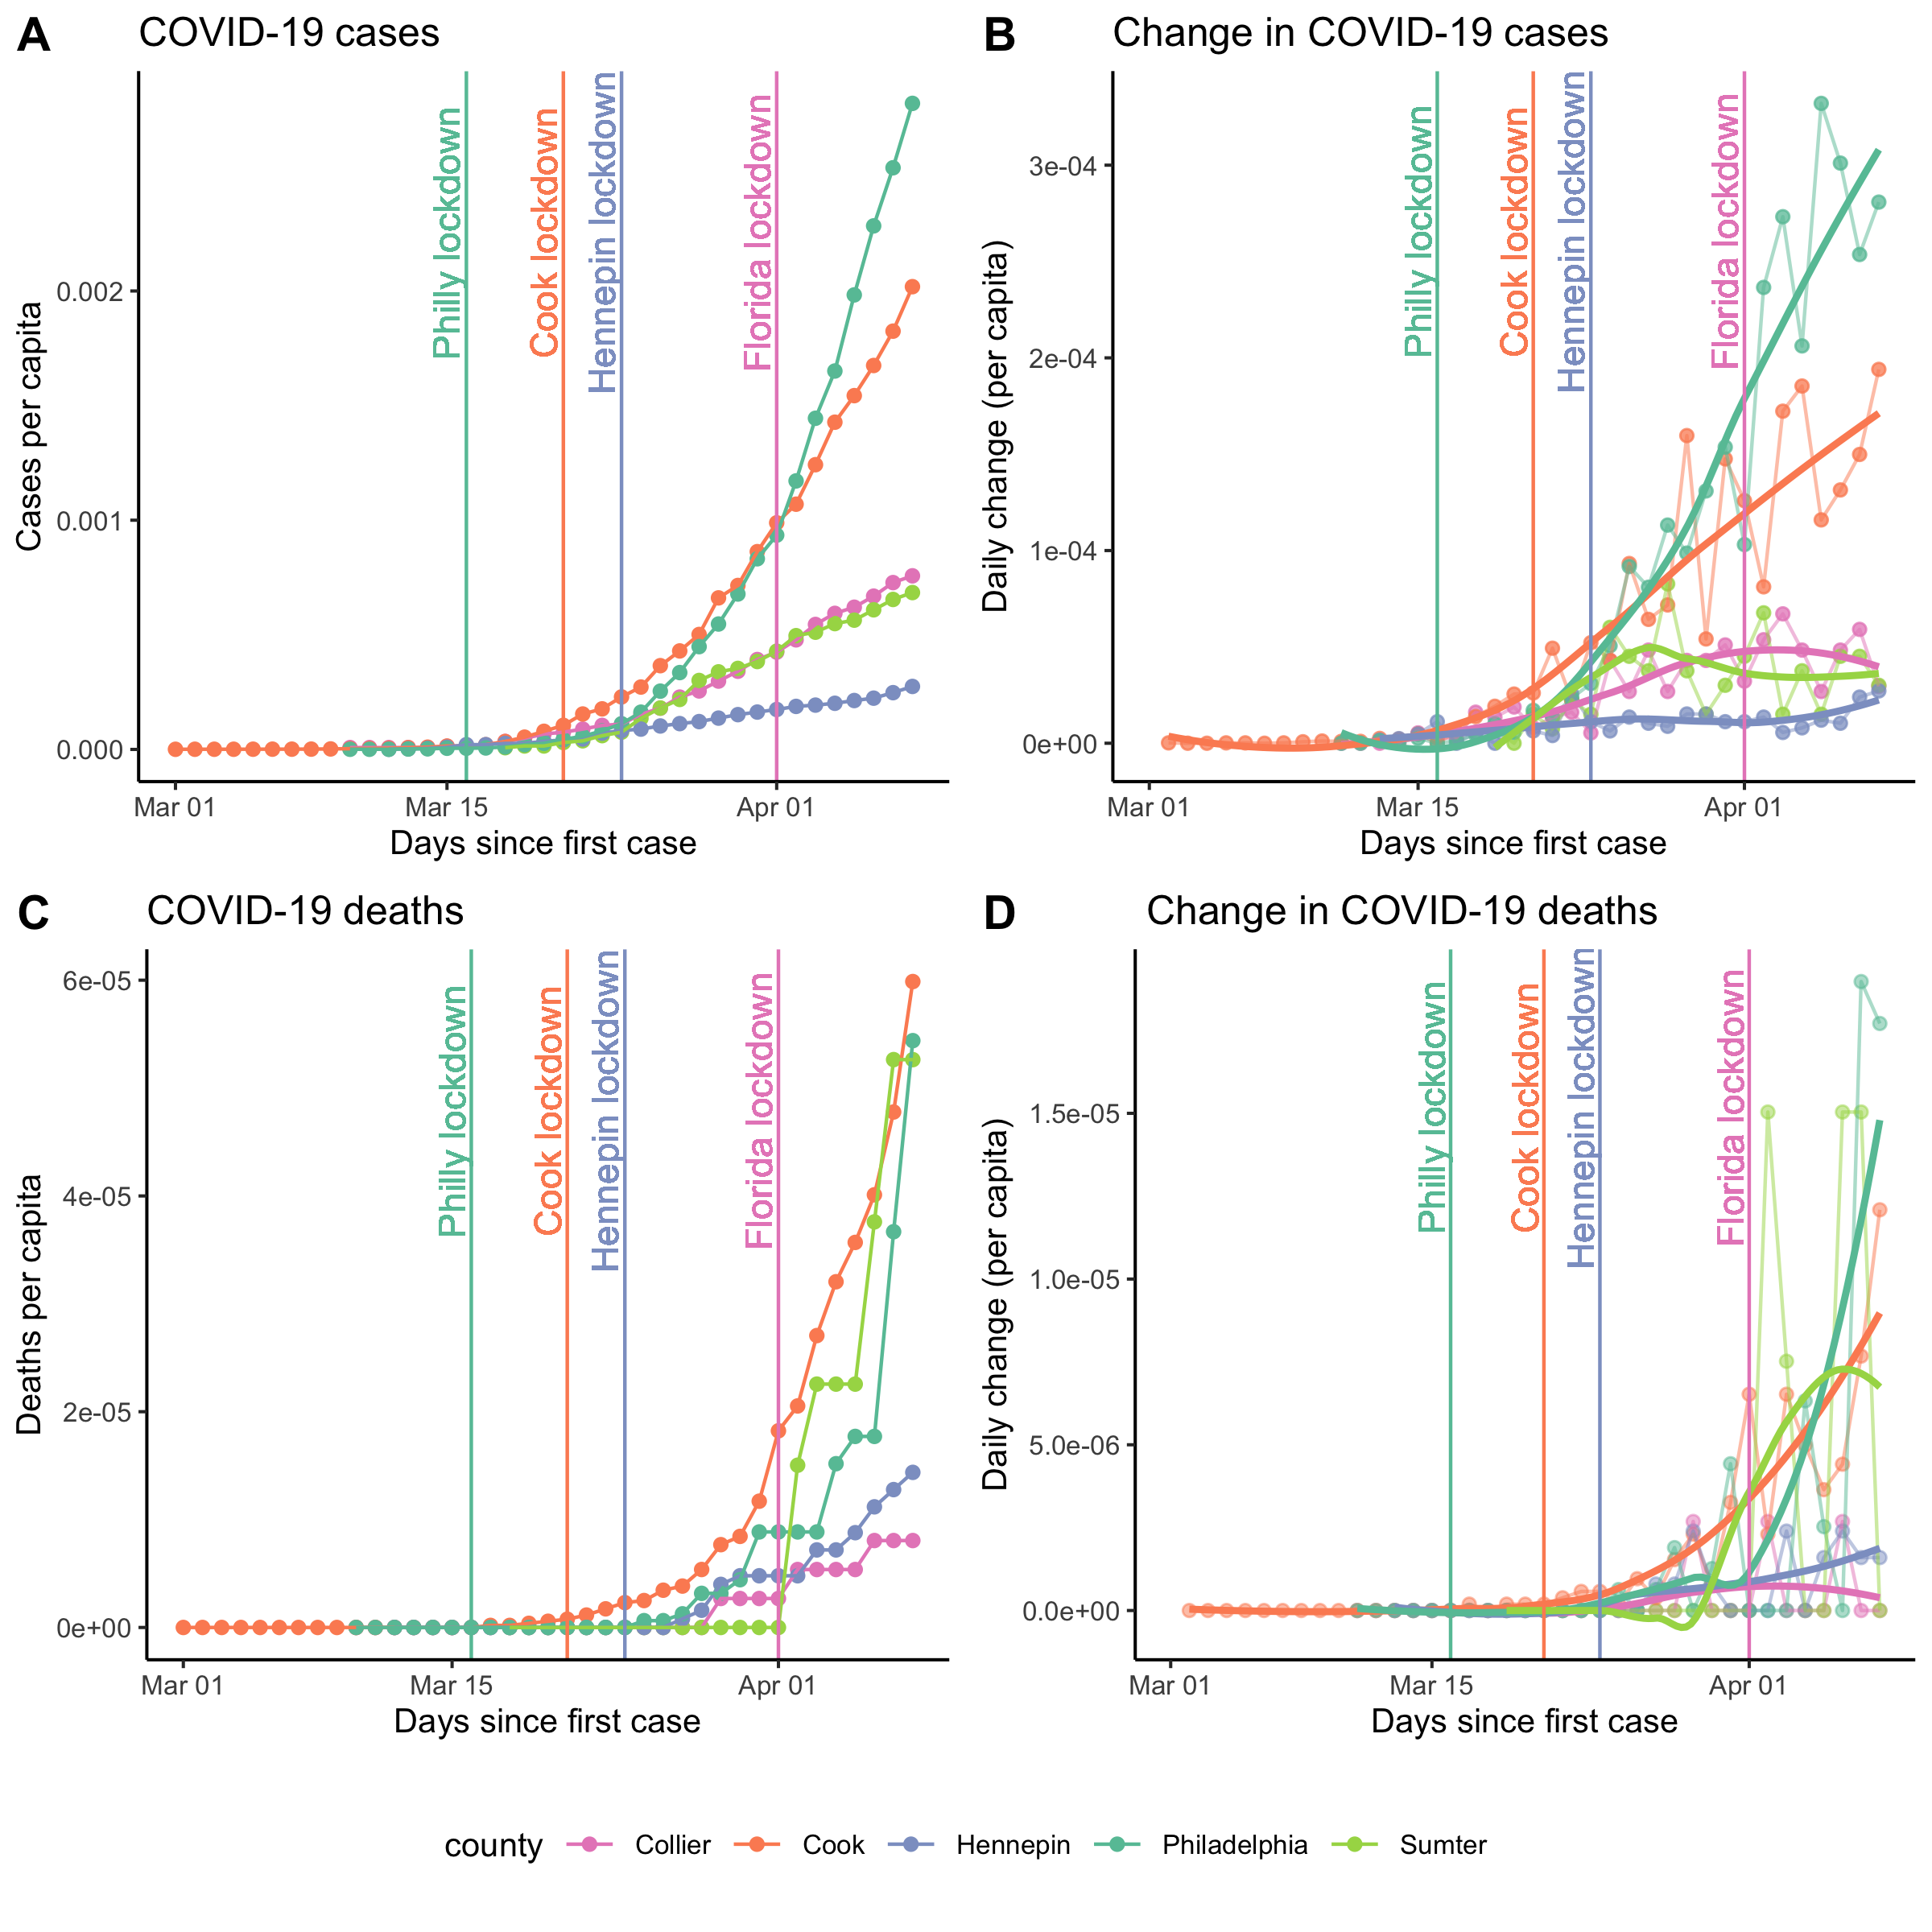 A COVID-19 cases
Cases per capita
0.002
0.001
0.000
Philly lockdown
Cook lockdown
Hennepin lockdown
Florida lockdown
Mar 01 Mar 15 Apr 01
Days since first case
B Change in COVID-19 cases
Daily change (per capita)
3e-04
2e-04
1e-04
0e+00
Philly lockdown
Cook lockdown
Hennepin lockdown
Florida lockdown
Mar 01 Mar 15 Apr 01
Days since first case
C COVID-19 deaths
Deaths per capita
6e-05
4e-05
2e-05
0e+00
Philly lockdown
Cook lockdown
Hennepin lockdown
Florida lockdown
Mar 01 Mar 15 Apr 01
Days since first case
D Change in COVID-19 deaths
Daily change (per capita)
1.5e-05
1.0e-05
5.0e-06
0.0e+00
Philly lockdown
Cook lockdown
Hennepin lockdown
Florida lockdown
Mar 01 Mar 15 Apr 01
Days since first case
county Collier Cook Hennepin Philadelphia Sumter